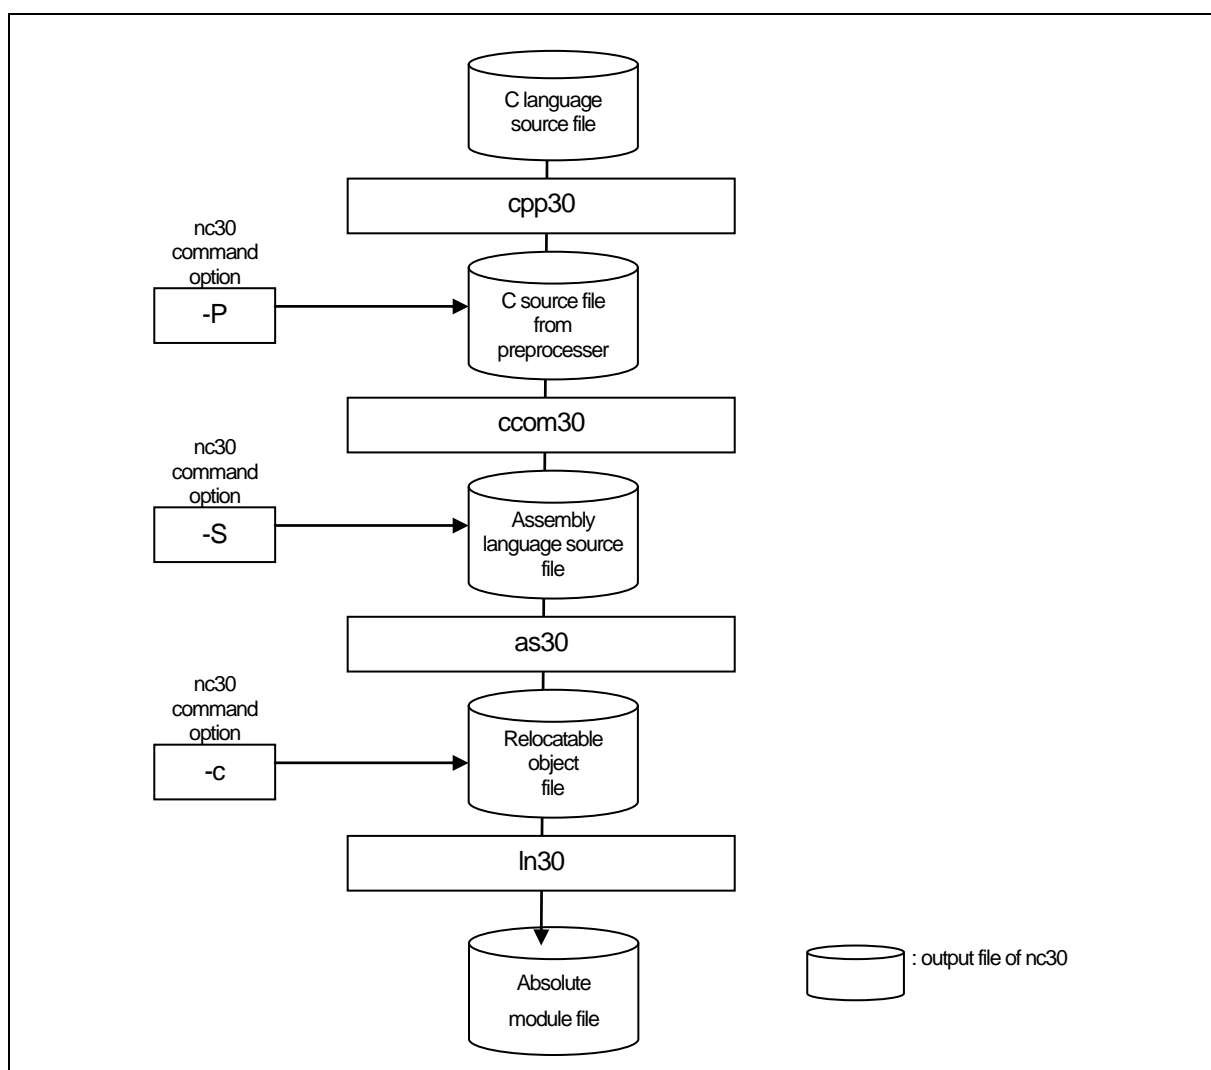 C language
source file
cpp30
nc30
command
option
-P
C source file
from
preprocesser
ccom30
nc30
command
option
-S
Assembly
language source
file
as30
nc30
command
option
-c
Relocatable
object
file
ln30
Absolute
module file
: output file of nc30